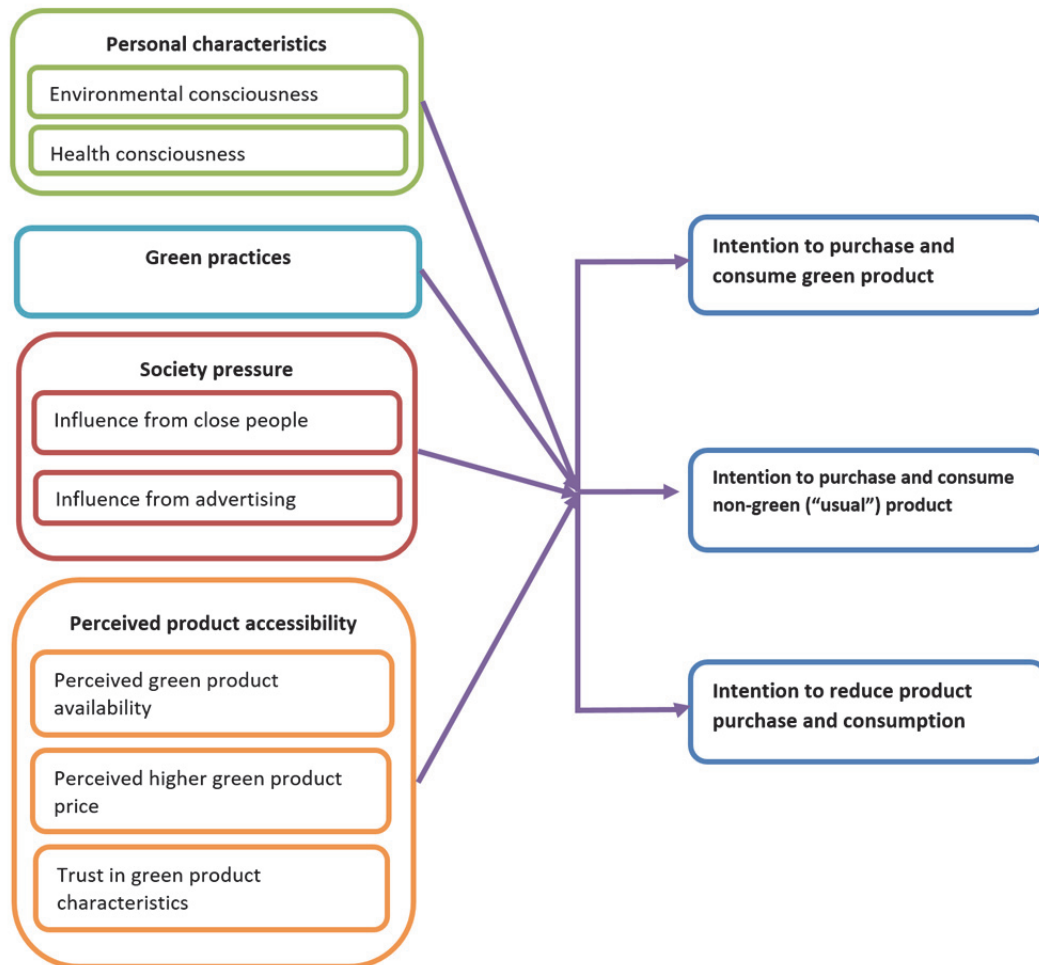 Personal characteristics
Environmental consciousness
Health consciousness
Green practices
Society pressure
Influence from close people
Influence from advertising
Perceived product accessibility
Perceived green product
availability
Perceived higher green product
price
Trust in green product
characteristics
Intention to purchase and
consume green product
Intention to purchase and consume
non-green (“usual”) product
Intention to reduce product
purchase and consumption